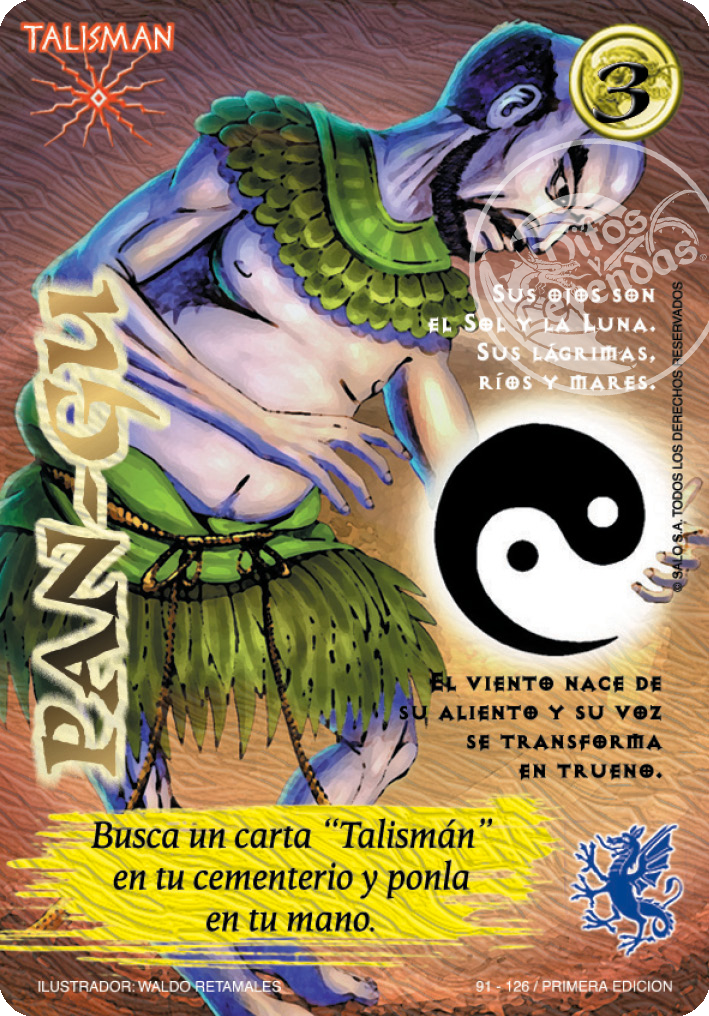 TALISMAN
3
Mitos
y
Leyendas
SUS OJOS SON
EL SOL Y LA LUNA.
SUS LÁGRIMAS,
RÍOS Y MARES.
PAN-GU
© SALO S.A. TODOS LOS DERECHOS RESERVADOS
EL VIENTO NACE DE
SU ALIENTO Y SU VOZ
SE TRANSFORMA
EN TRUENO.
Busca un carta “Talismán”
en tu cementerio y ponla
en tu mano.
ILUSTRADOR: WALDO RETAMALES
91 - 126 / PRIMERA EDICION